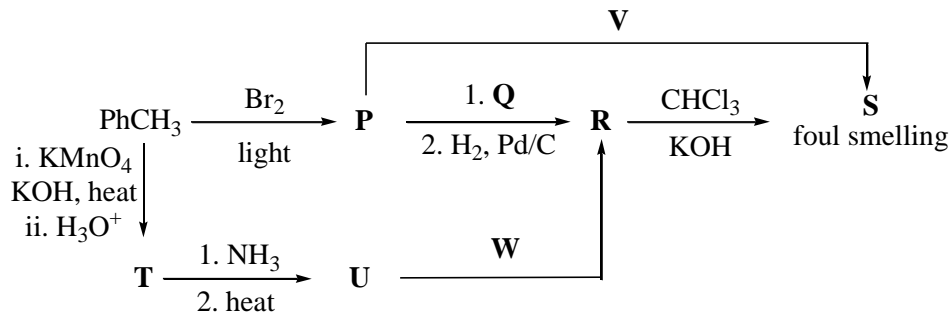 V
Br2
1. Q
CHCl3
PhCH3
P
R
S
light
2. H2, Pd/C
KOH
foul smelling
i. KMnO4
KOH, heat
ii. H3O+
W
1. NH3
T
U
2. heat